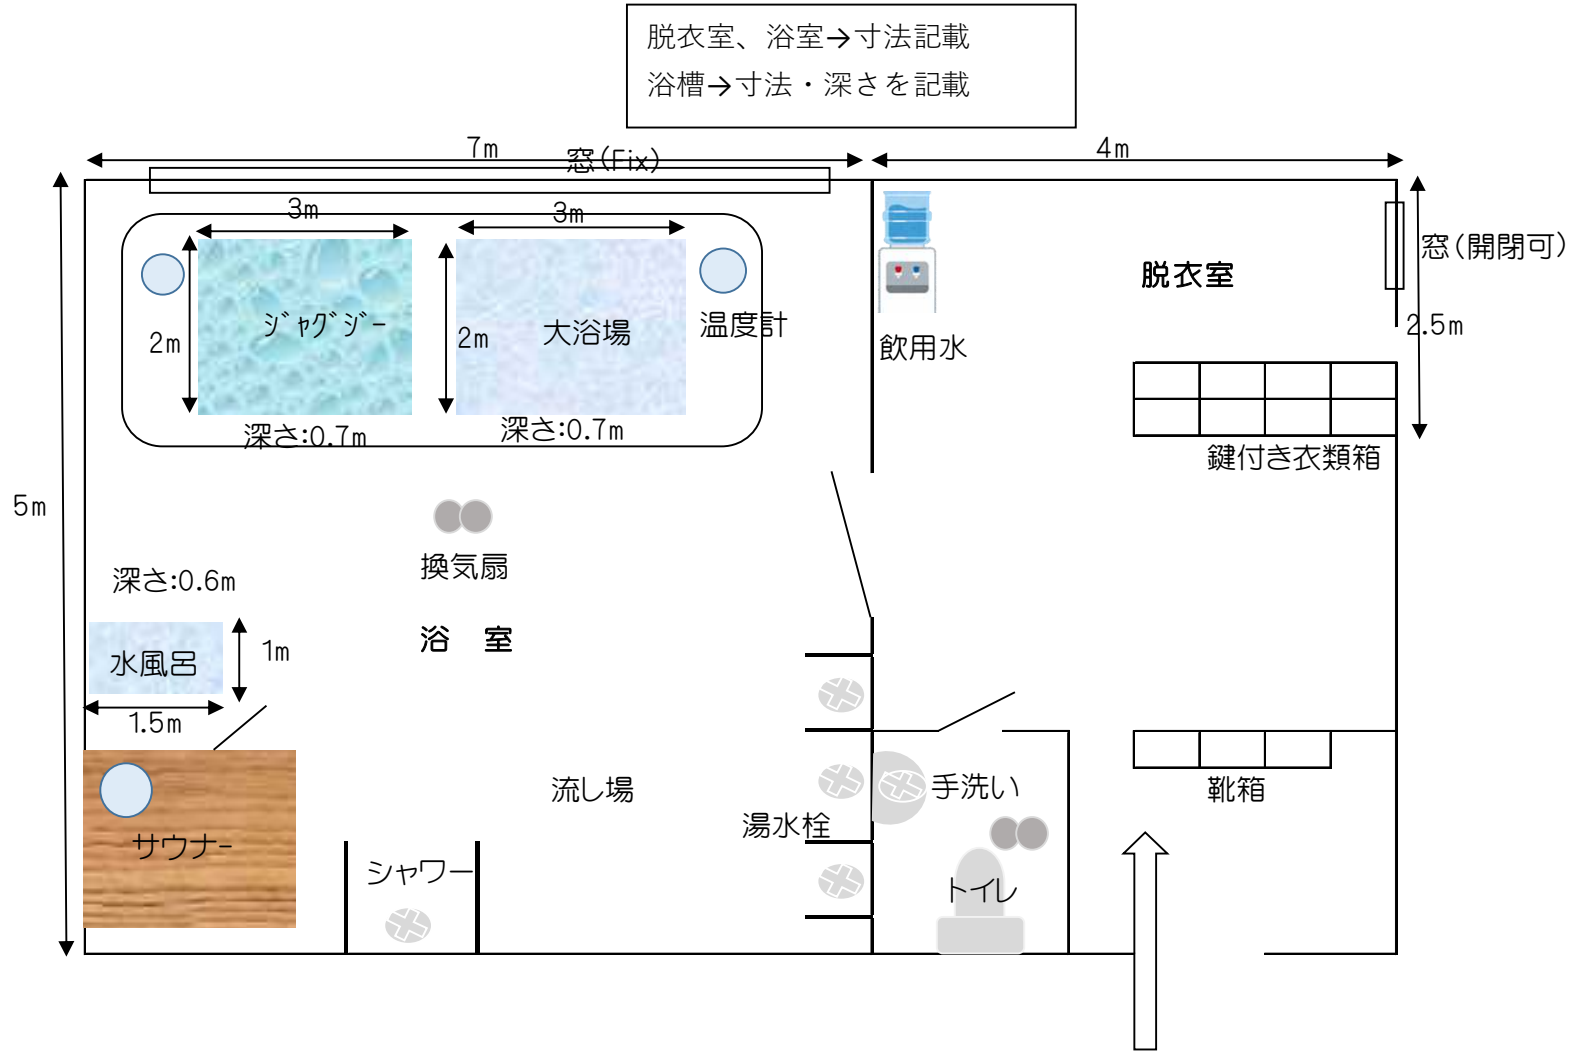 脱衣室、浴室→寸法記載
浴槽→寸法・深さを記載
7m
4m
窓(Fix)
3m
3m
窓(開閉可)
脱衣室
ｼﾞｬｸﾞｼﾞｰ
大浴場
温度計
2m
2m
2.5m
飲用水
深さ:0.7m
深さ:0.7m
鍵付き衣類箱
5m
換気扇
深さ:0.6m
浴　室
水風呂
1m
1.5m
流し場
手洗い
靴箱
湯水栓
サウナー
シャワー
トイレ